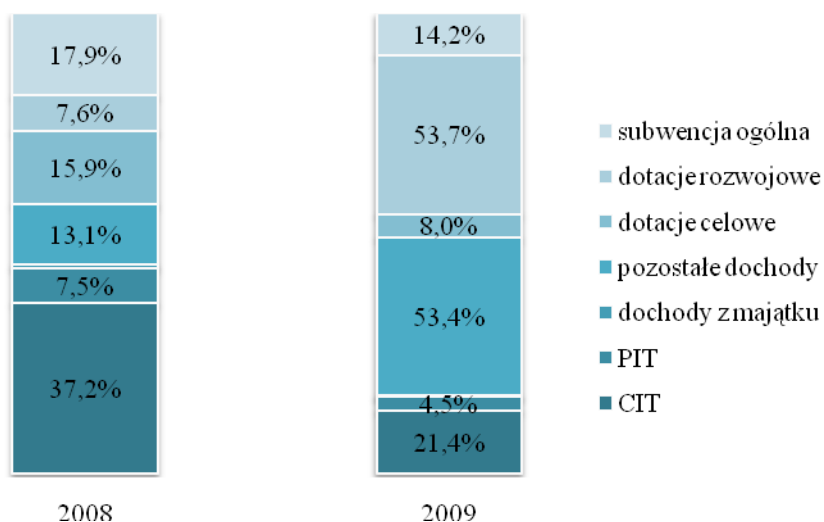 17,9%
7,6%
15,9%
13,1%
7,5%
37,2%
2008
14,2%
53,7%
8,0%
53,4%
4,5%
21,4%
2009
subwencja ogólna
dotacje rozwojowe
dotacje celowe
pozostałe dochody
dochody z majątku
PIT
CIT